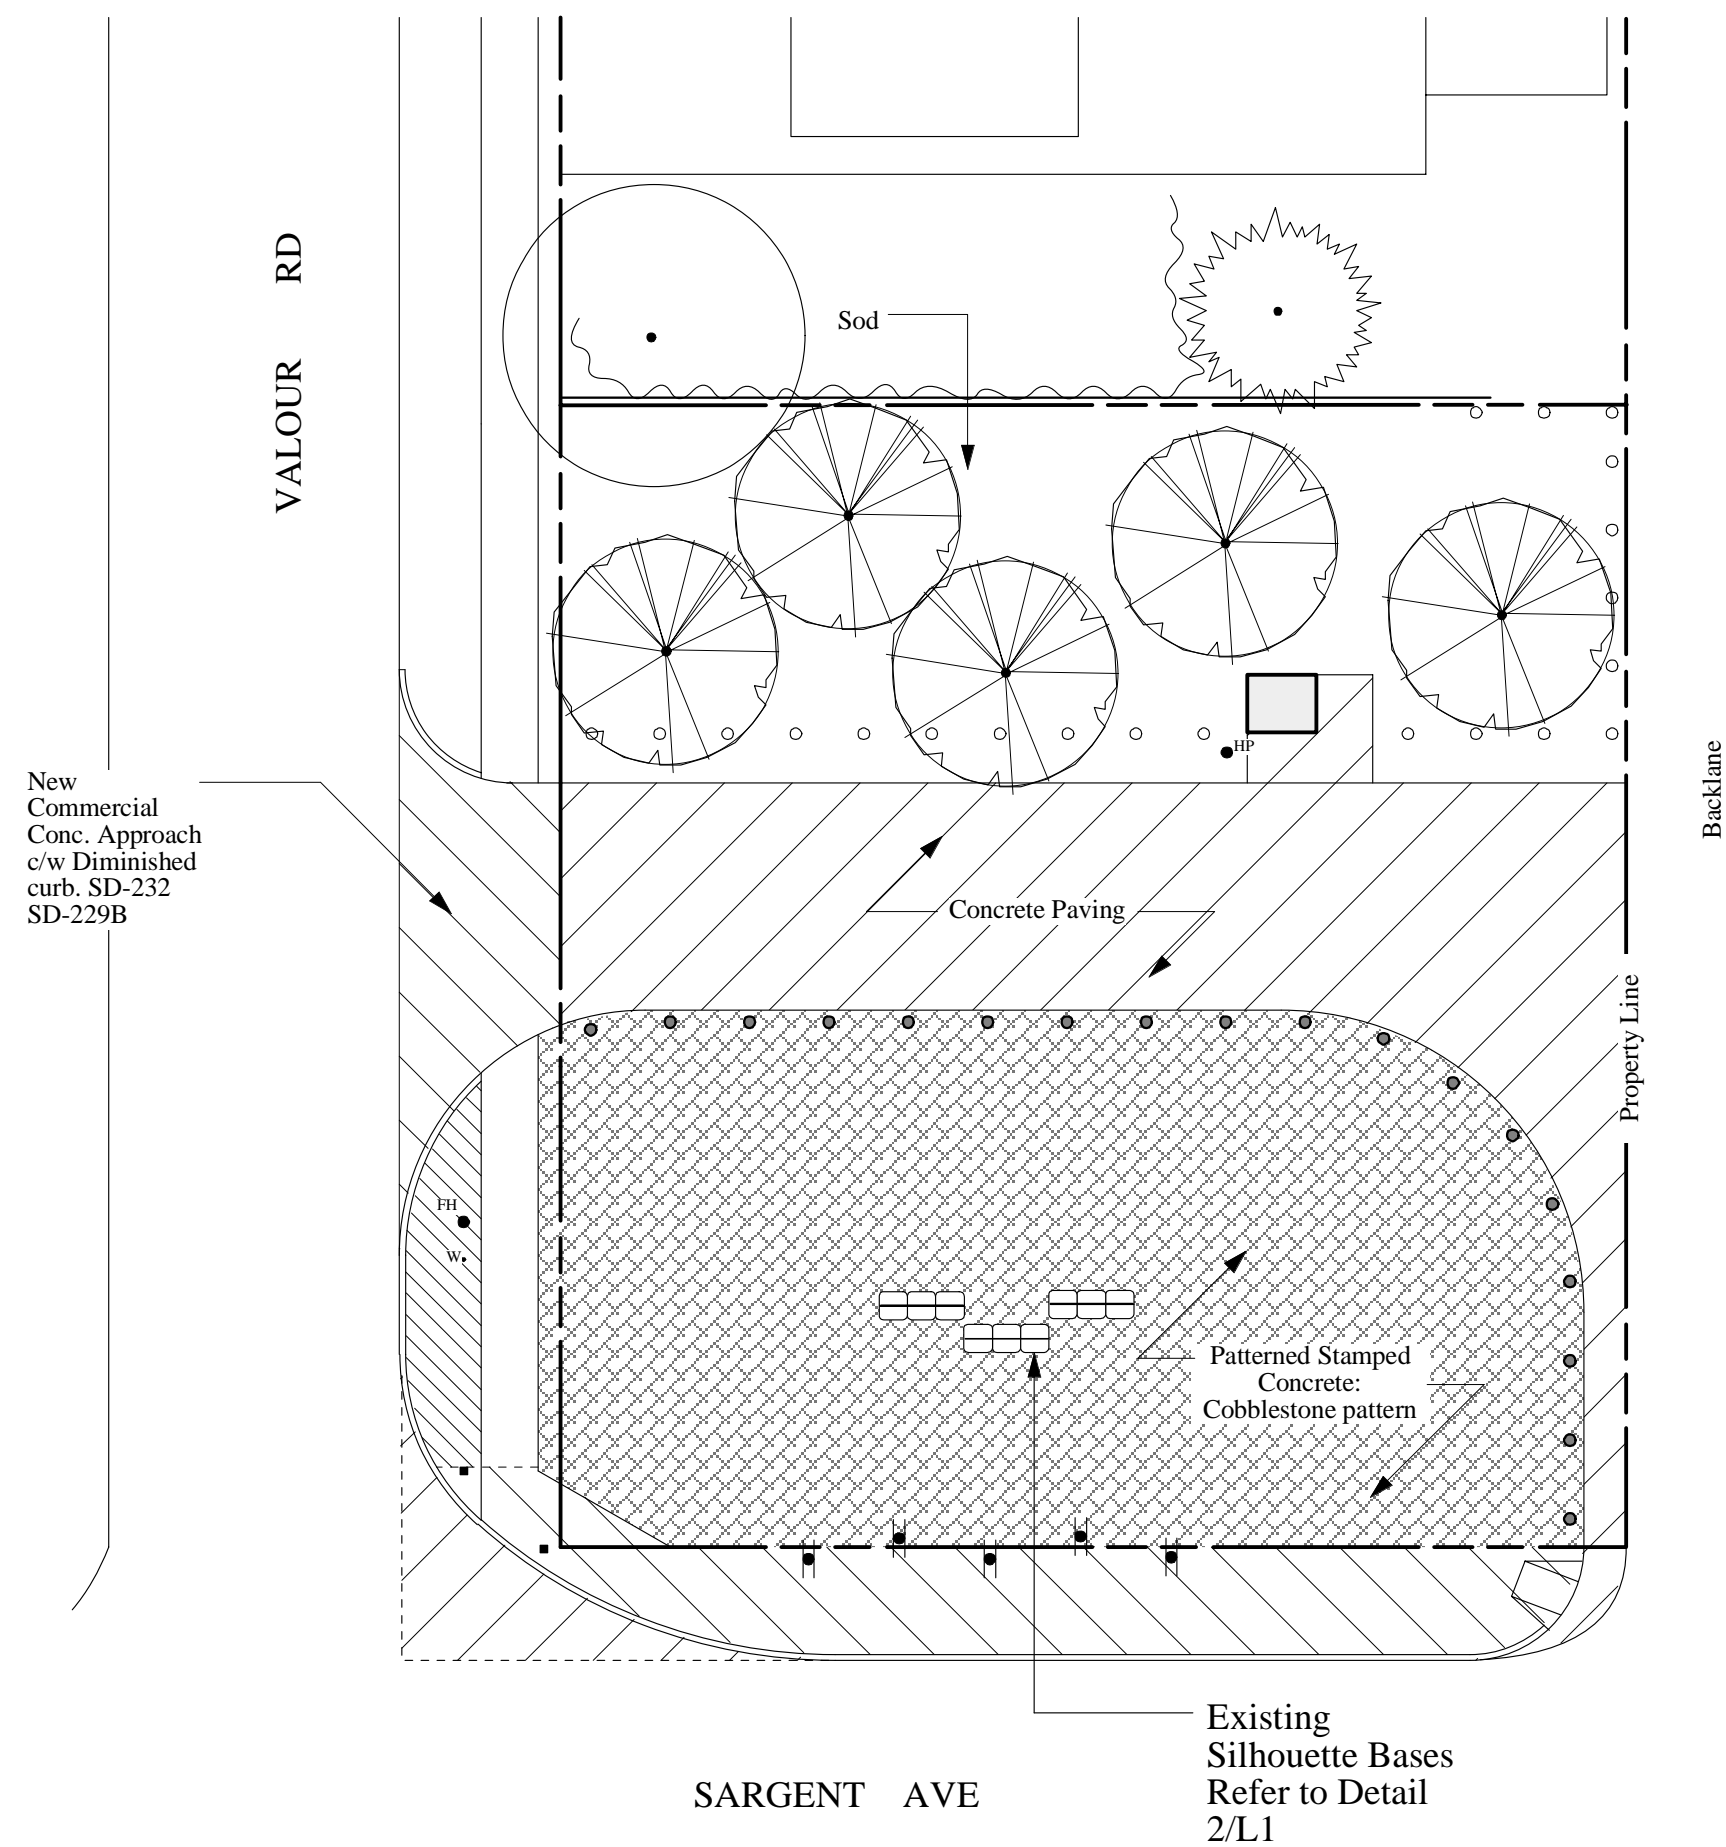 VALOUR RD
Sod
HP
New
Commercial
Conc. Approach
c/w Diminished
curb. SD-232
SD-229B
Backlane
Concrete Paving
Property Line
FH
W
Patterned Stamped
Concrete:
Cobblestone pattern
Existing
Silhouette Bases
Refer to Detail
2/L1
SARGENT AVE